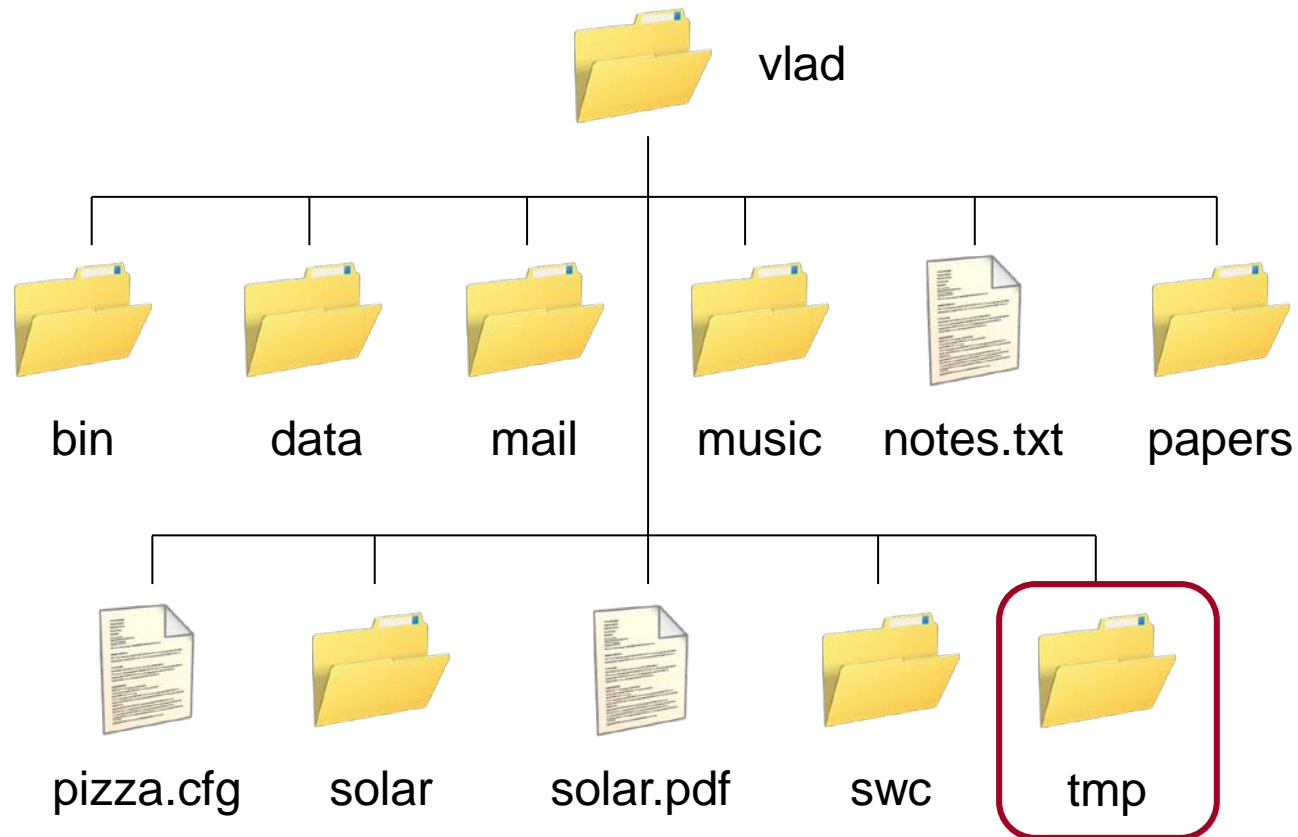 vlad
bin data mail music notes.txt papers
pizza.cfg solar solar.pdf swc tmp